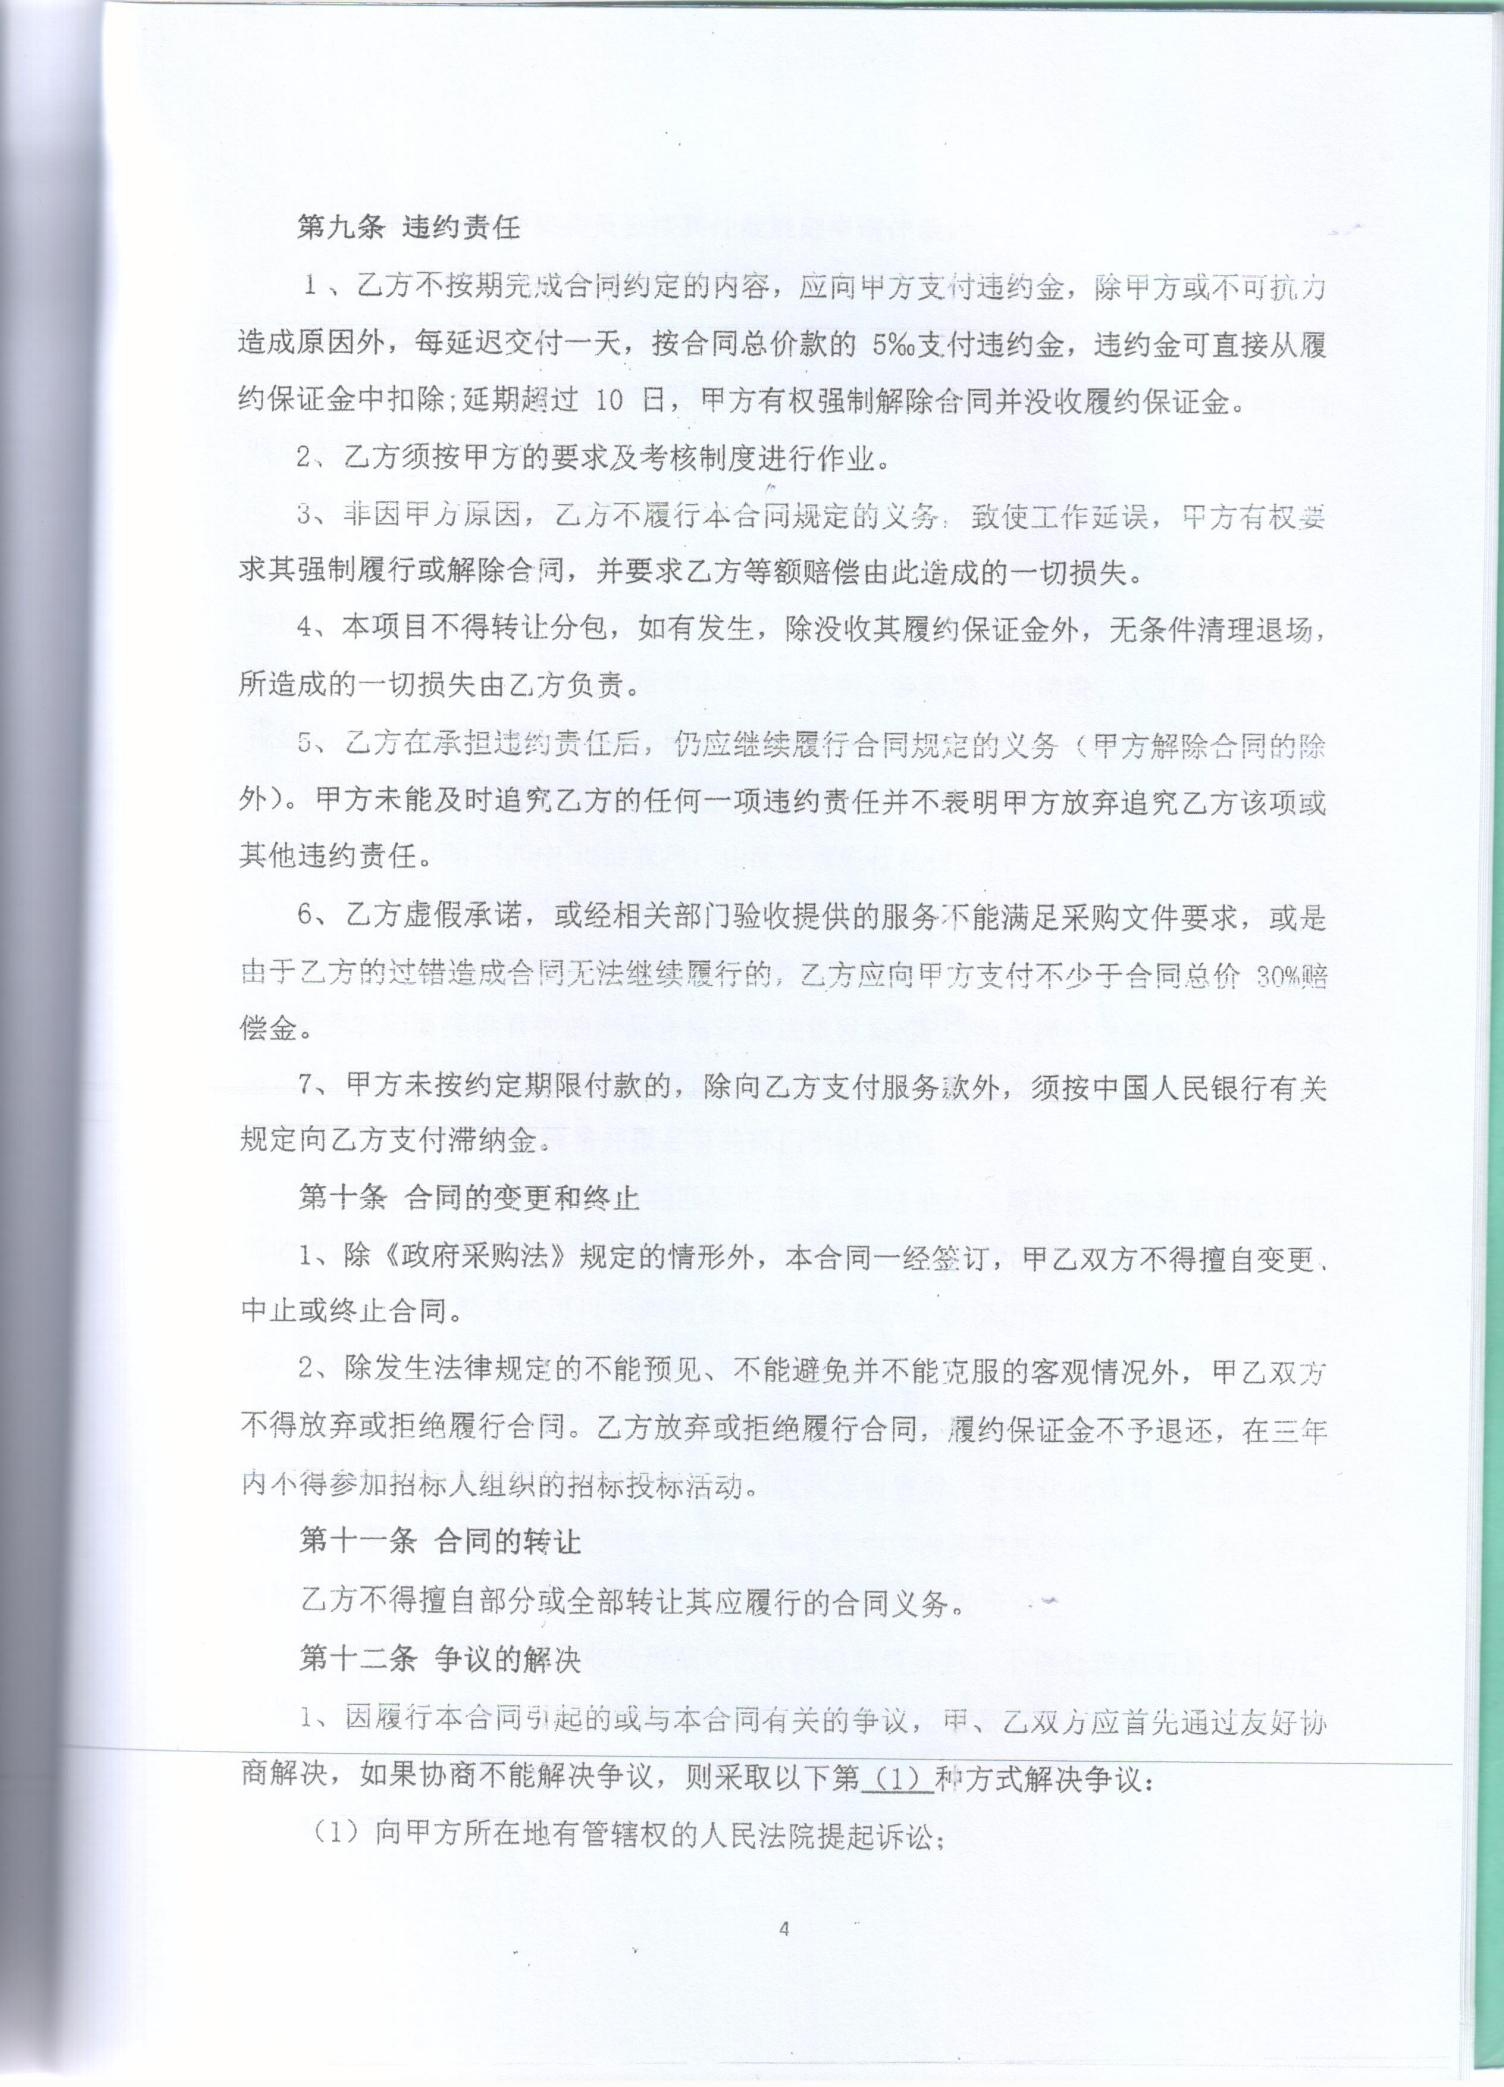 第九条 违约责任
1、乙方不按期完成合同约定的内容，应向甲方支付违约金，除甲方或不可抗力
造成原因外，每延迟交付一天，按合同总价款的 5‰支付违约金，违约金可直接从履
约保证金中扣除;延期超过 10 日，甲方有权强制解除合同并没收履约保证金。
2、乙方须按甲方的要求及考核制度进行作业。
3、非因甲方原因，乙方不履行本合同规定的义务，致使工作延误，甲方有权要
求其强制履行或解除合同，并要求乙方等额赔偿由此造成的一切损失。
4、本项目不得转让分包，如有发生，除没收其履约保证金外，无条件清理退场，
所造成的一切损失由乙方负责。
5、乙方在承担违约责任后，仍应继续履行合同规定的义务（甲方解除合同的除
外）。甲方未能及时追究乙方的任何一项违约责任并不表明甲方放弃追究乙方该项或
其他违约责任。
6、乙方虚假承诺，或经相关部门验收提供的服务不能满足采购文件要求，或是
由于乙方的过错造成合同无法继续履行的，乙方应向甲方支付不少于合同总价 30%赔
偿金。
7、甲方未按约定期限付款的，除向乙方支付服务款外，须按中国人民银行有关
规定向乙方支付滞纳金。
第十条 合同的变更和终止
1、除《政府采购法》规定的情形外，本合同一经签订，甲乙双方不得擅自变更、
中止或终止合同。
2、除发生法律规定的不能预见、不能避免并不能克服的客观情况外，甲乙双方
不得放弃或拒绝履行合同。乙方放弃或拒绝履行合同，履约保证金不予退还，在三年
内不得参加招标人组织的招标投标活动。
第十一条 合同的转让
乙方不得擅自部分或全部转让其应履行的合同义务。
第十二条 争议的解决
1、因履行本合同引起的或与本合同有关的争议，甲、乙双方应首先通过友好协
商解决，如果协商不能解决争议，则采取以下第（1）种方式解决争议：
（1）向甲方所在地有管辖权的人民法院提起诉讼；
4